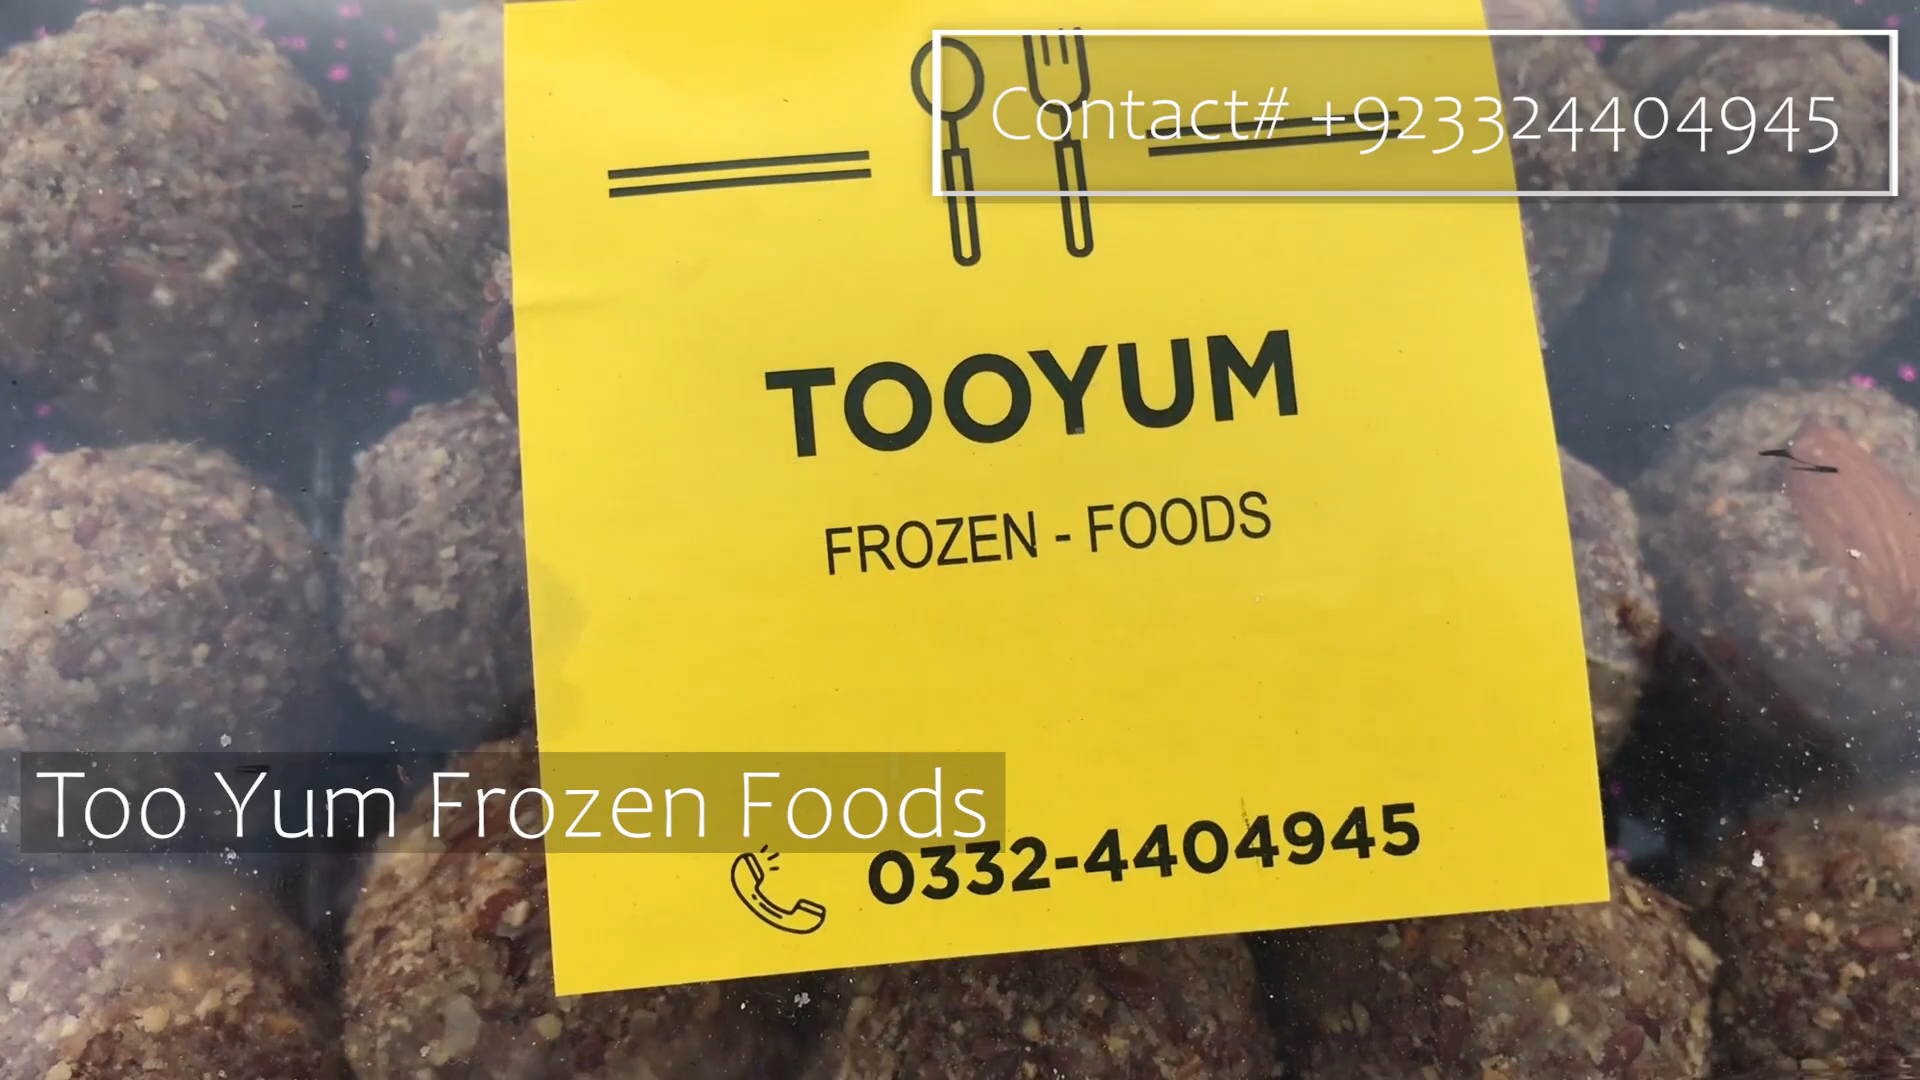 Contact# +923324404945
TOOYUM
FROZEN - FOODS
Too Yum Frozen Foods
0332-4404945